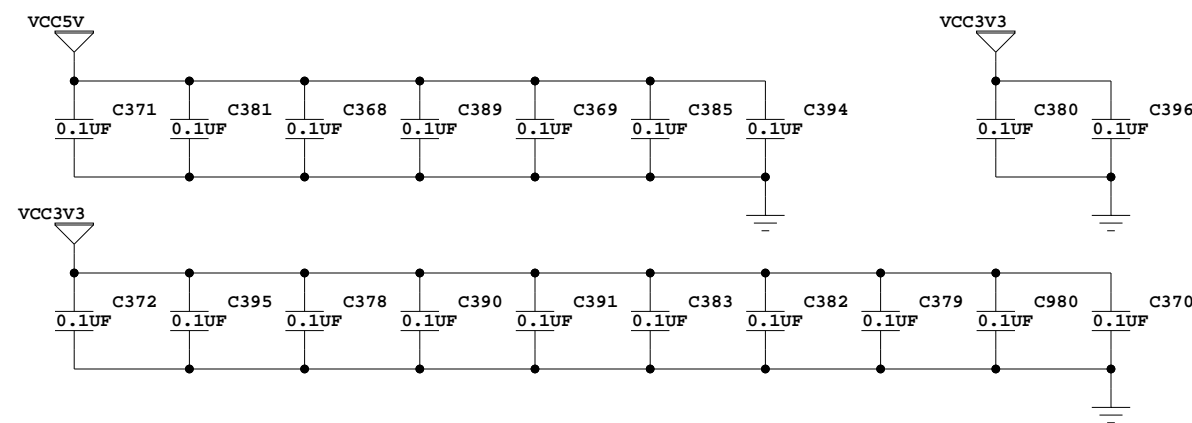 VCC5V VCC3V3
C371 C381 C368 C389 C369 C385 C394 C380 C396
0.1UF 0.1UF 0.1UF 0.1UF 0.1UF 0.1UF 0.1UF 0.1UF 0.1UF
VCC3V3
C372 C395 C378 C390 C391 C383 C382 C379 C980 C370
0.1UF 0.1UF 0.1UF 0.1UF 0.1UF 0.1UF 0.1UF 0.1UF 0.1UF 0.1UF